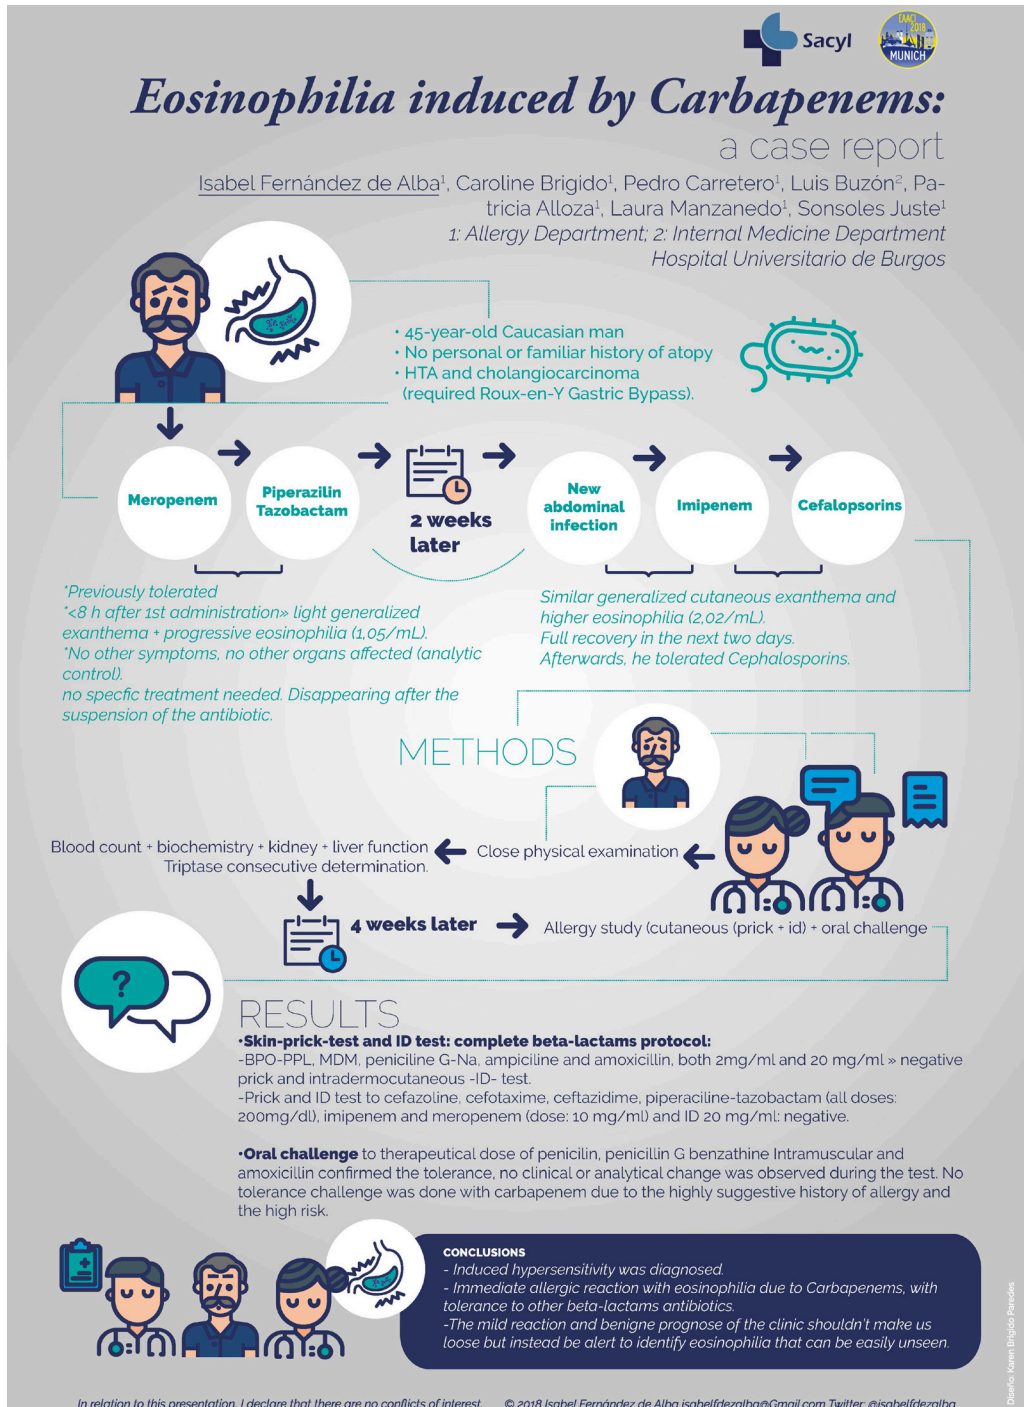 Sacyl
EAACI
2018
MUNICH
Eosinophilia induced by Carbapenems:
a case report
Isabel Fernández de Alba¹, Caroline Brigido¹, Pedro Carretero¹, Luis Buzón², Pa-
tricia Alloza¹, Laura Manzanedo¹, Sonsoles Juste¹
1: Allergy Department; 2: Internal Medicine Department
Hospital Universitario de Burgos
• 45-year-old Caucasian man
• No personal or familiar history of atopy
• HTA and cholangiocarcinoma
(required Roux-en-Y Gastric Bypass).
Meropenem
Piperazilin
Tazobactam
2 weeks
later
New
abdominal
infection
Imipenem
Cefalopsorins
*Previously tolerated
*<8 h after 1st administration» light generalized
exanthema + progressive eosinophilia (1,05/mL).
*No other symptoms, no other organs affected (analytic
control).
no specfic treatment needed. Disappearing after the
suspension of the antibiotic.
Similar generalized cutaneous exanthema and
higher eosinophilia (2,02/mL).
Full recovery in the next two days.
Afterwards, he tolerated Cephalosporins.
METHODS
Blood count + biochemistry + kidney + liver function
Triptase consecutive determination.
Close physical examination
4 weeks later
Allergy study (cutaneous (prick + id) + oral challenge
?
RESULTS
•Skin-prick-test and ID test: complete beta-lactams protocol:
-BPO-PPL, MDM, peniciline G-Na, ampiciline and amoxicillin, both 2mg/ml and 20 mg/ml » negative
prick and intradermocutaneous -ID- test.
-Prick and ID test to cefazoline, cefotaxime, ceftazidime, piperaciline-tazobactam (all doses:
200mg/dl), imipenem and meropenem (dose: 10 mg/ml) and ID 20 mg/ml: negative.
•Oral challenge to therapeutical dose of penicilin, penicillin G benzathine Intramuscular and
amoxicillin confirmed the tolerance, no clinical or analytical change was observed during the test. No
tolerance challenge was done with carbapenem due to the highly suggestive history of allergy and
the high risk.
CONCLUSIONS
- Induced hypersensitivity was diagnosed.
- Immediate allergic reaction with eosinophilia due to Carbapenems, with
tolerance to other beta-lactams antibiotics.
-The mild reaction and benigne prognose of the clinic shouldn't make us
loose but instead be alert to identify eosinophilia that can be easily unseen.
Diseño: Karen Brigido Paredes
In relation to this presentation, I declare that there are no conflicts of interest.
© 2018 Isabel Fernández de Alba isabelfdezalba@Gmail.com Twitter: @isabelfdezalba